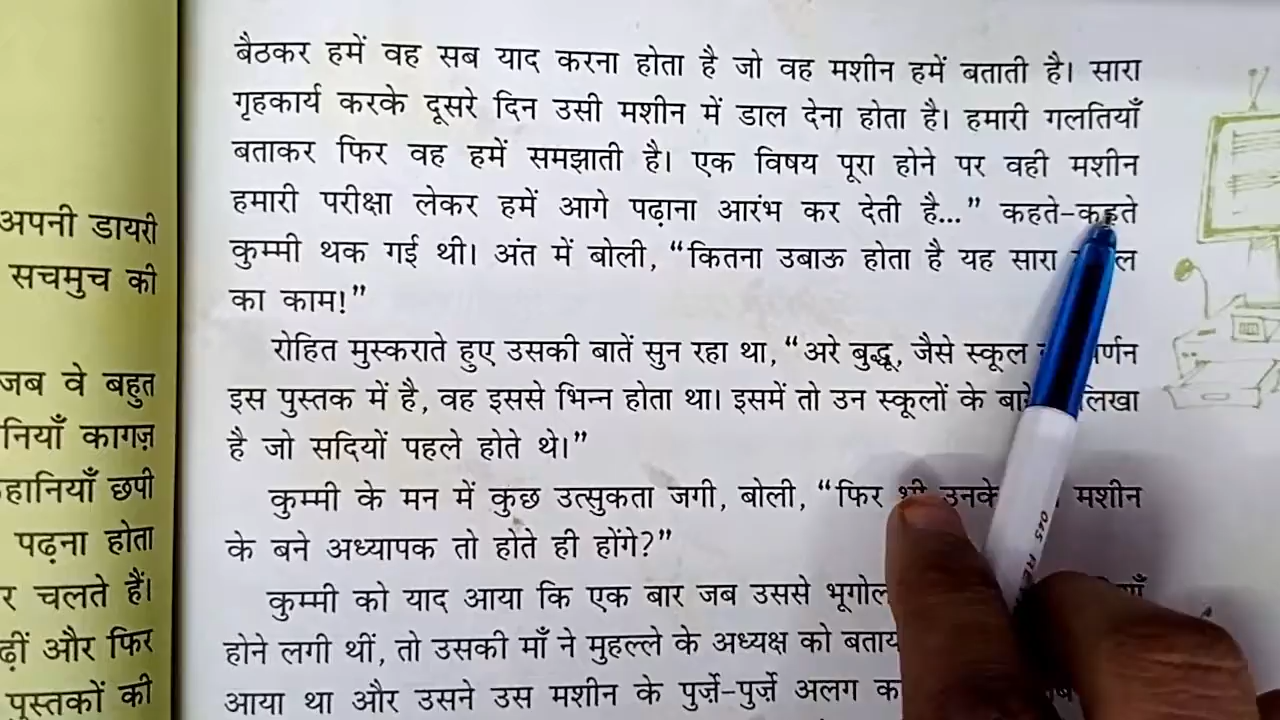 अपनी डायरी
सचमुच की
जब वे बहुत
नियाँ कागज़
हानियाँ छपी
पढ़ना होता
र चलते हैं।
ढ़ीं और फिर
पुस्तकों की
बैठकर हमें वह सब याद करना होता है जो वह मशीन हमें बताती है। सारा
गृहकार्य करके दूसरे दिन उसी मशीन में डाल देना होता है। हमारी गलतियाँ
बताकर फिर वह हमें समझाती है। एक विषय पूरा होने पर वही मशीन
हमारी परीक्षा लेकर हमें आगे पढ़ाना आरंभ कर देती है...” कहते-कहते
कुम्मी थक गई थी। अंत में बोली, “कितना उबाऊ होता है यह सारा
का काम!”
रोहित मुस्कराते हुए उसकी बातें सुन रहा था, “अरे बुद्धू, जैसे स्कूल
इस पुस्तक में है, वह इससे भिन्न होता था। इसमें तो उन स्कूलों के बारे लिखा
है जो सदियों पहले होते थे।”
कुम्मी के मन में कुछ उत्सुकता जगी, बोली, “फिर भी उनके मशीन
के बने अध्यापक तो होते ही होंगे?”
कुम्मी को याद आया कि एक बार जब उससे भूगोल
होने लगी थीं, तो उसकी माँ ने मुहल्ले के अध्यक्ष को बताय
आया था और उसने उस मशीन के पुर्ज़े-पुर्ज़े अलग क